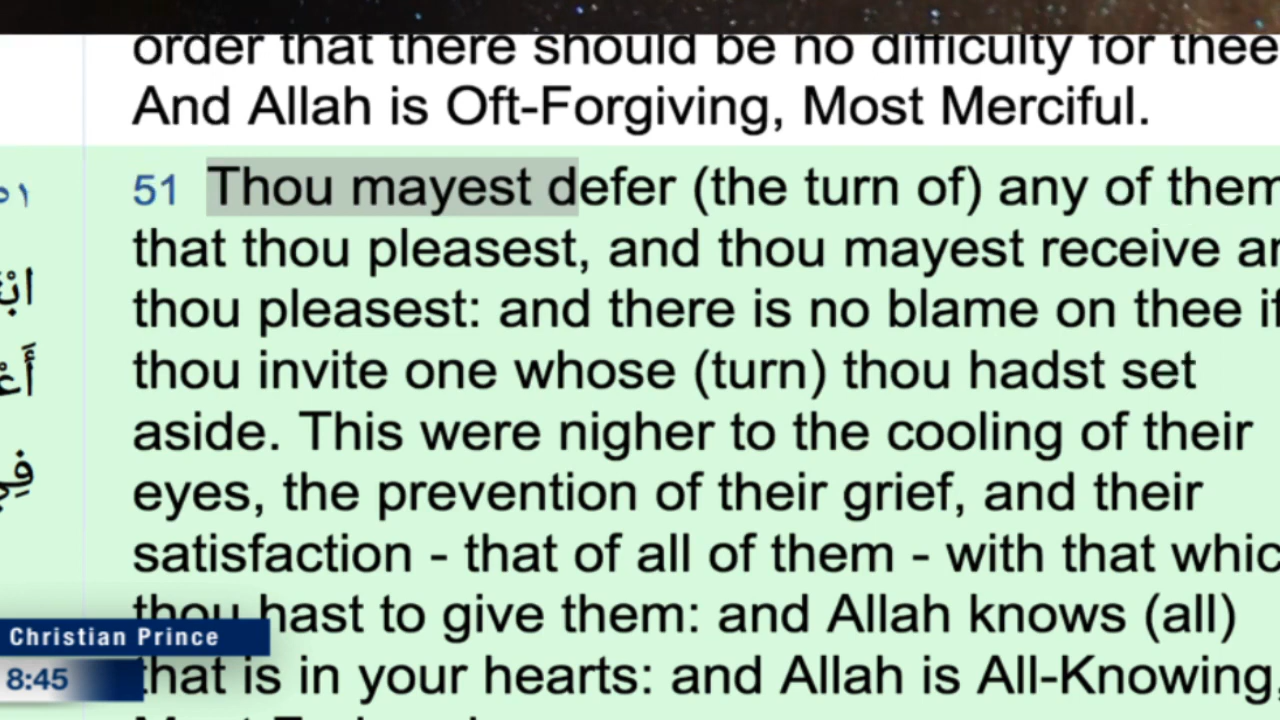 order that there should be no difficulty for thee
And Allah is Oft-Forgiving, Most Merciful.
51 Thou mayest defer (the turn of) any of them
that thou pleasest, and thou mayest receive
thou pleasest: and there is no blame on thee if
thou invite one whose (turn) thou hadst set
aside. This were nigher to the cooling of their
eyes, the prevention of their grief, and their
satisfaction - that of all of them - with that
thou hast to give them: and Allah knows (all)
that is in your hearts: and Allah is All-Knowing,
Christian Prince
8:45